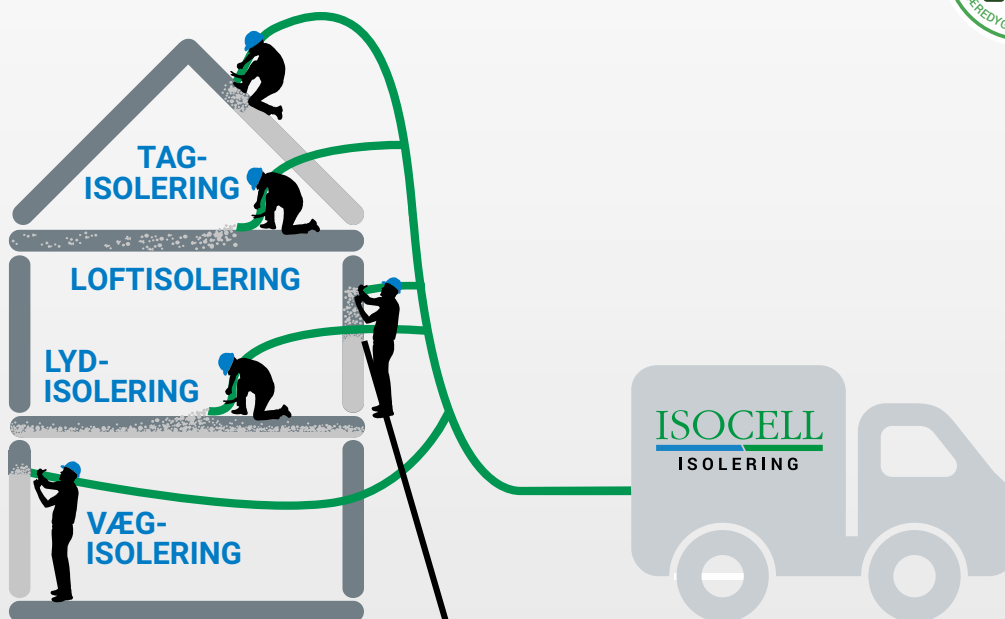 TAG-
ISOLERING
LOFTISOLERING
LYD-
ISOLERING
VÆG-
ISOLERING
ISOCELL
ISOLERING